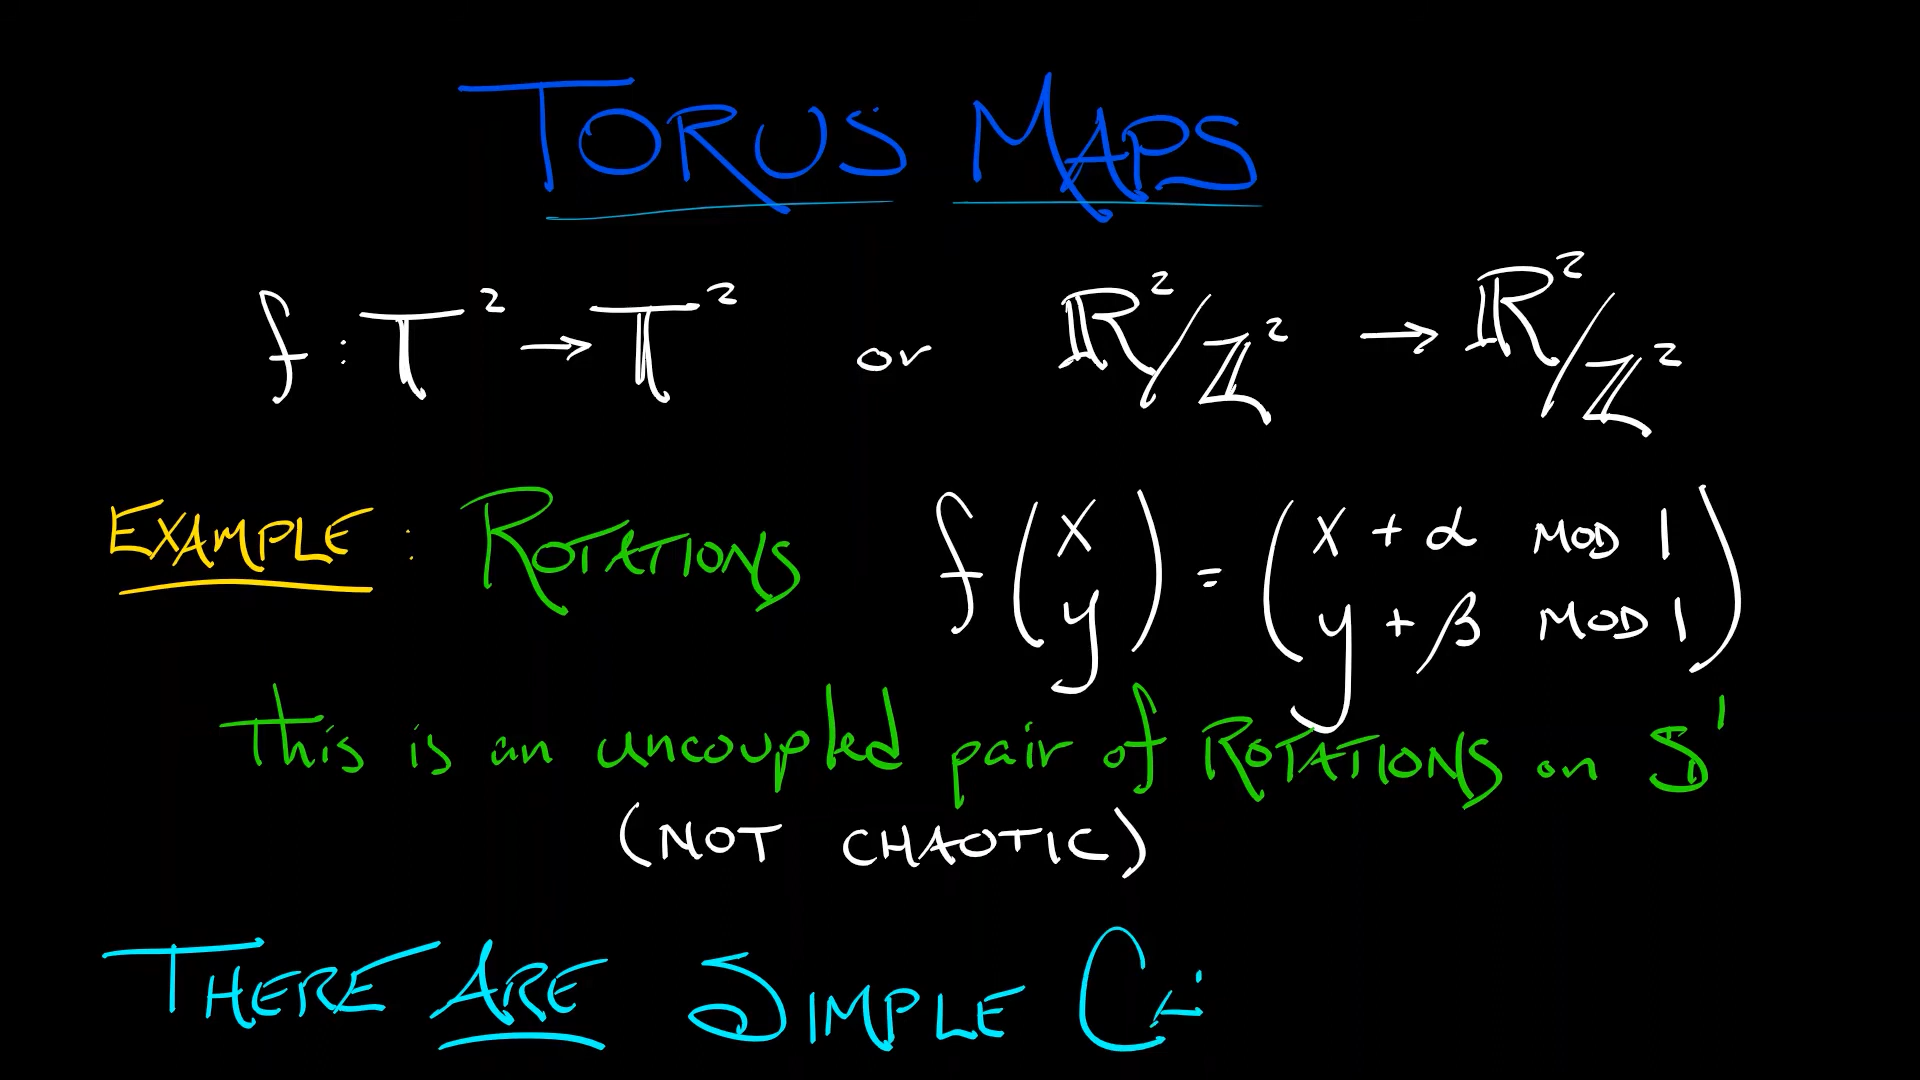 TORUS MAPS
f : 𝕋² → 𝕋² or ℝ²/ℤ² → ℝ²/ℤ²
EXAMPLE : ROTATIONS f(x y) = (x + α MOD 1 y + β MOD 1)
This is an uncoupled pair of ROTATIONS on S¹
(NOT CHAOTIC)
THERE ARE SIMPLE C